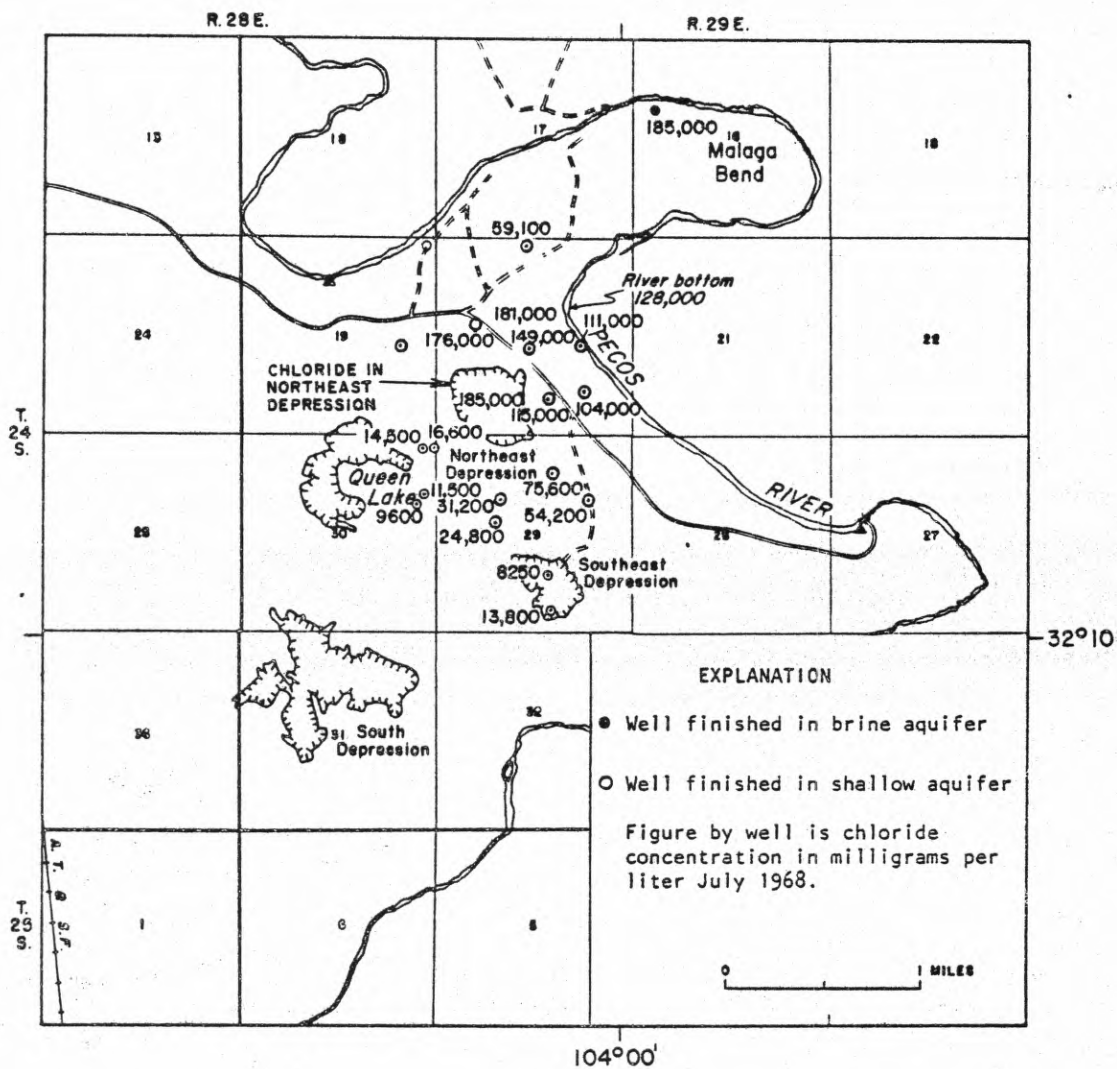 R. 28 E.
R. 29 E.
13
18
17
185,000
16
Malaga
Bend
59,100
River bottom
128,000
181,000
111,000
24
19
176,000
149,000
21
22
PECOS
CHLORIDE IN
NORTHEAST
DEPRESSION
185,000
115,000
104,000
T.
24
S.
14,500
16,600
Northeast
Depression
Queen
Lake
11,500
75,600
RIVER
9600
31,200
54,200
30
24,800
29
27
8250
Southeast
Depression
13,800
32°10
EXPLANATION
32
Well finished in brine aquifer
36
31
South
Depression
Well finished in shallow aquifer
Figure by well is chloride
concentration in milligrams per
liter July 1968.
A. T. & S.F.
T.
25
S.
1
6
5
0
1 MILES
104°00'